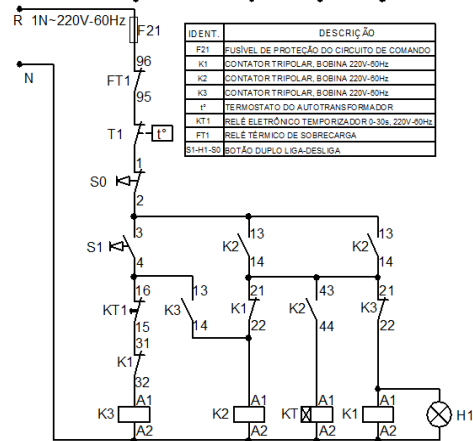 R 1N~220V-60Hz
F21
IDENT. DESCRIÇÃO
F21 FUSÍVEL DE PROTEÇÃO DO CIRCUITO DE COMANDO
K1 CONTATOR TRIPOLAR, BOBINA 220V-60Hz
K2 CONTATOR TRIPOLAR, BOBINA 220V-60Hz
K3 CONTATOR TRIPOLAR, BOBINA 220V-60Hz
t° TERMOSTATO DO AUTOTRANSFORMADOR
KT1 RELÉ ELETRÔNICO TEMPORIZADOR 0-30s, 220V-60Hz
FT1 RELÉ TÉRMICO DE SOBRECARGA
S1-H1-S0 BOTÃO DUPLO LIGA-DESLIGA
N
96
FT1
95
T1 t°
1
S0
2
3 13 13
S1 K2 K2
4 14 14
16 13 21 43 21
KT1 K3 K1 K2 K3
15 14 22 44 22
31
K1
32
A1 A1 A1 A1
K3 K2 KT K1 H1
A2 A2 A2 A2